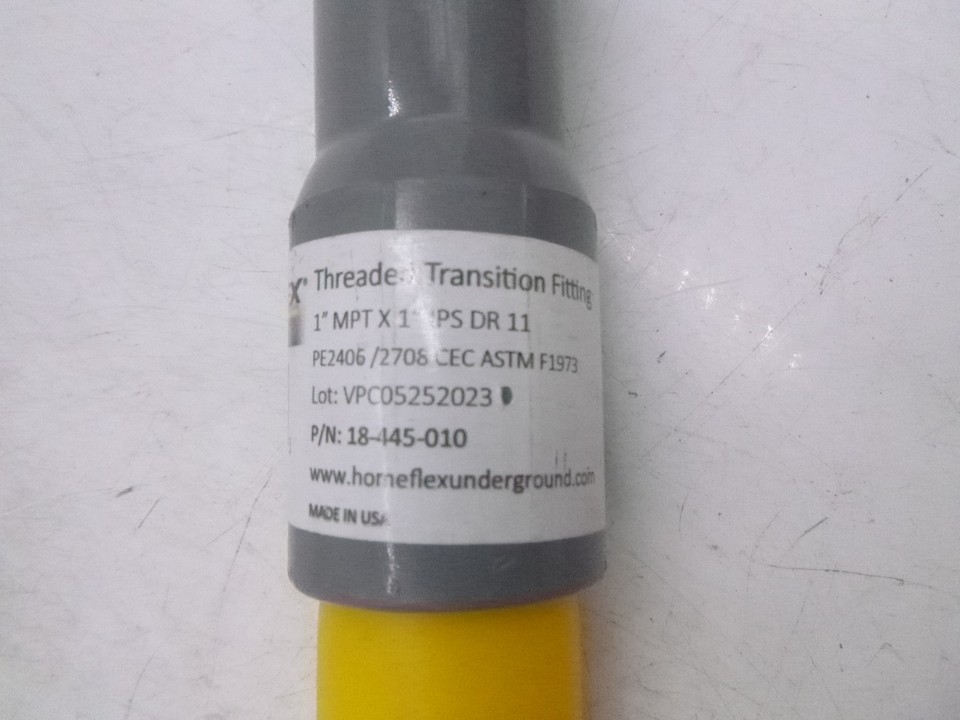 X® Threaded Transition Fitting
1" MPT X 1" IPS DR 11
PE2406 /2708 CEC ASTM F1973
Lot: VPC05252023
P/N: 18-445-010
www.homeflexunderground.com
MADE IN USA